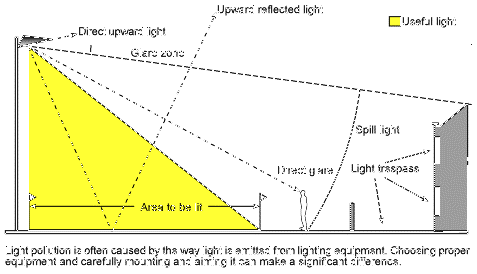 Upward reflected light
Useful light
Direct upward light
Glare zone
Spill light
Direct glare
Light trespass
Area to be lit
Light pollution is often caused by the way light is emitted from lighting equipment. Choosing proper
equipment and carefully mounting and aiming it can make a significant difference.